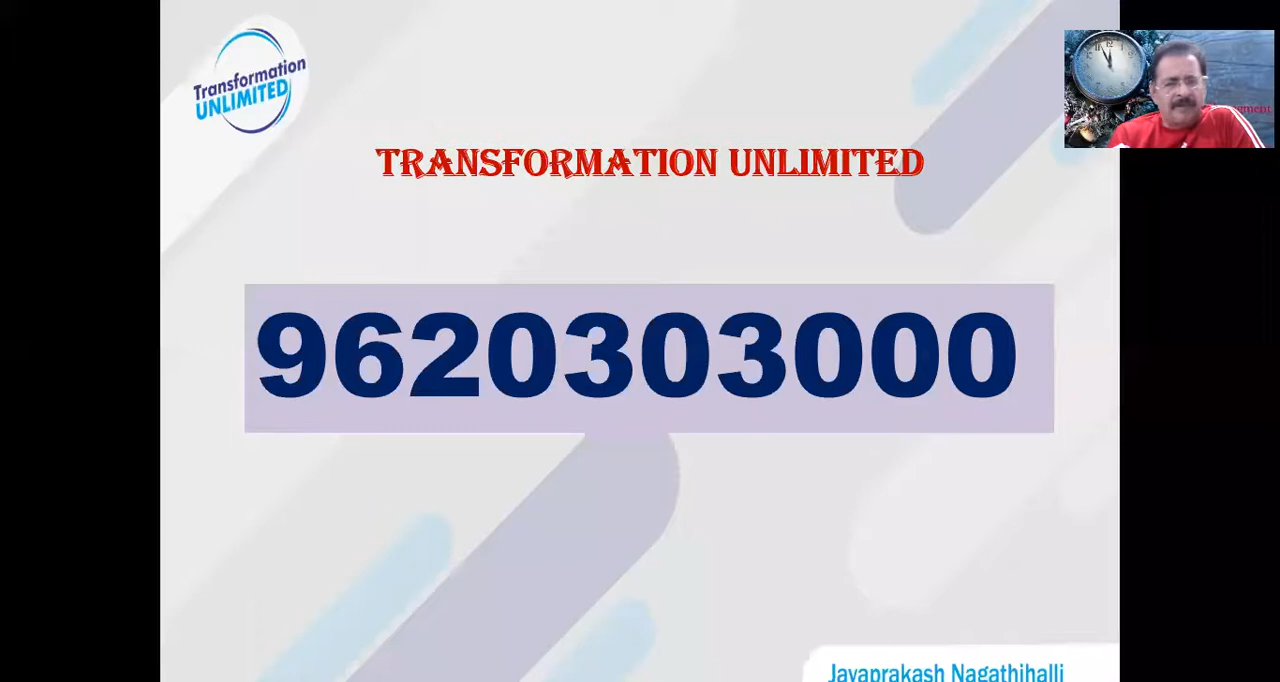 Transformation
UNLIMITED
TRANSFORMATION UNLIMITED
9620303000
Jayaprakash Nagathihalli